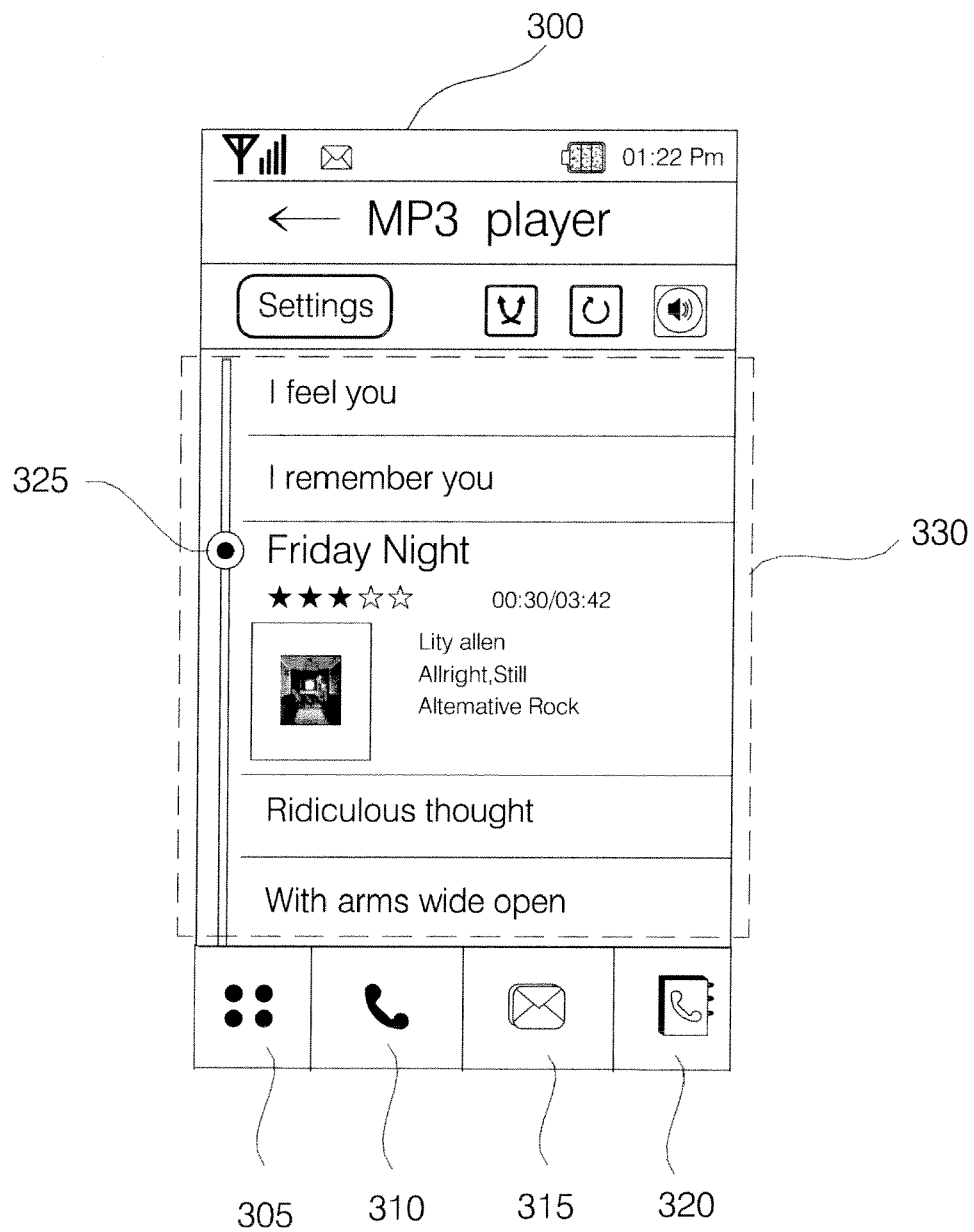 300
01:22 Pm
MP3 player
Settings
I feel you
I remember you
325
Friday Night
330
00:30/03:42
Lity allen
Allright,Still
Altemative Rock
Ridiculous thought
With arms wide open
305
310
315
320